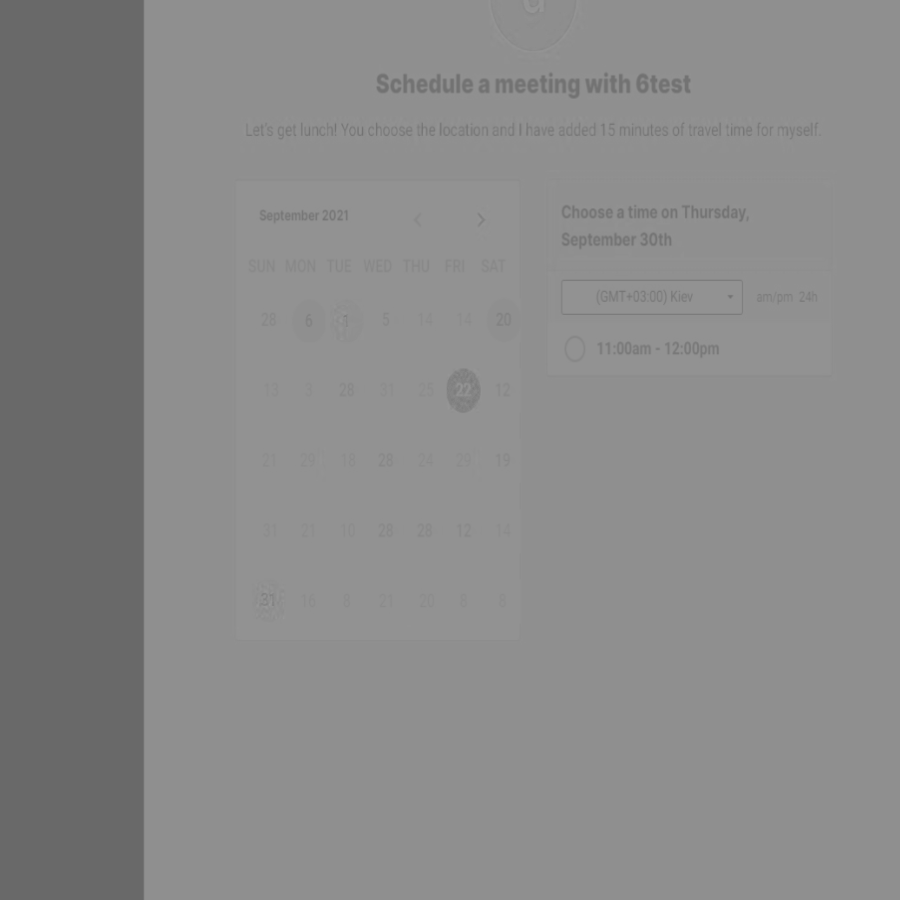 Schedule a meeting with 6test
Let's get lunch! You choose the location and I have added 15 minutes of travel time for myself.
September 2021
SUN MON TUE WED THU FRI SAT
28 6 5 14 14 20
13 3 28 31 25 22 12
21 29 18 28 24 29 19
31 21 10 28 28 12 14
31 16 21 20
Choose a time on Thursday,
September 30th
(GMT+03:00) Kiev am/pm 24h
11:00am - 12:00pm